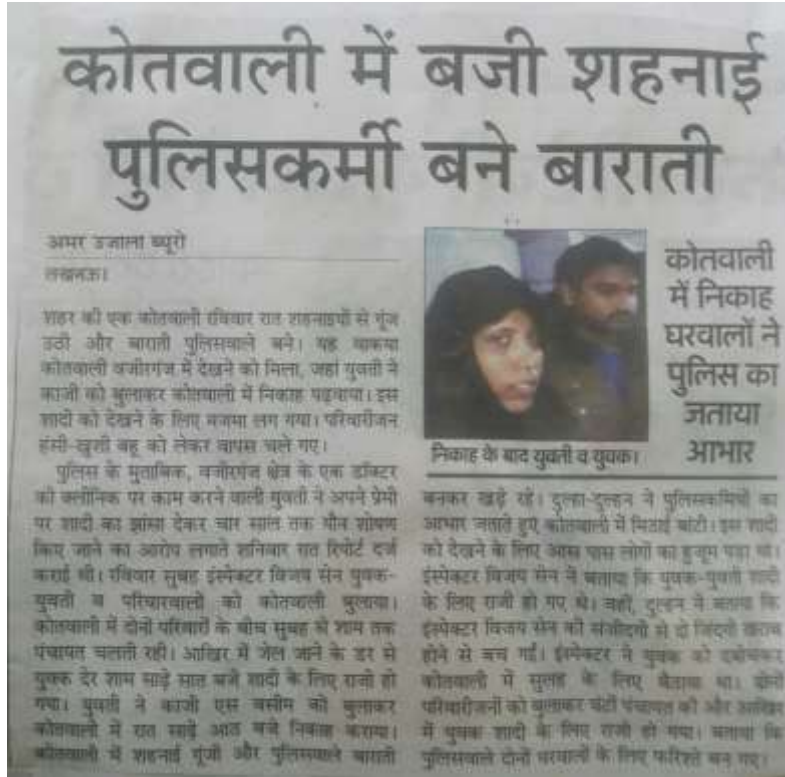 कोतवाली में बजी शहनाई
पुलिसकर्मी बने बाराती
अमर उजाला ब्यूरो
लखनऊ।
शहर की एक कोतवाली रविवार रात शहनाइयों से गूंज
उठी और बाराती पुलिसवाले बने। यह वाकया
कोतवाली वजीरगंज में देखने को मिला, जहां युवती ने
काजी को बुलाकर कोतवाली में निकाह पढ़वाया। इस
शादी को देखने के लिए मजमा लग गया। परिवारीजन
हंसी-खुशी बहू को लेकर वापस चले गए।
पुलिस के मुताबिक, वजीरगंज क्षेत्र के एक डॉक्टर
की क्लीनिक पर काम करने वाली युवती ने अपने प्रेमी
पर शादी का झांसा देकर चार साल तक यौन शोषण
किए जाने का आरोप लगाते शनिवार रात रिपोर्ट दर्ज
कराई थी। रविवार सुबह इंस्पेक्टर विजय सेन युवक-
युवती व परिवारवालों को कोतवाली बुलाया।
कोतवाली में दोनों परिवारों के बीच सुबह से शाम तक
पंचायत चलती रही। आखिर में जेल जाने के डर से
युवक देर शाम साढ़े सात बजे शादी के लिए राजी हो
गया। युवती ने काजी एस वसीम को बुलाकर
कोतवाली में रात साढ़े आठ बजे निकाह कराया।
कोतवाली में शहनाई गूंजी और पुलिसवाले बाराती
निकाह के बाद युवती व युवक।
कोतवाली
में निकाह
घरवालों ने
पुलिस का
जताया
आभार
बनकर खड़े रहे। दुल्हा-दुल्हन ने पुलिसकर्मियों का
आभार जताते हुए कोतवाली में मिठाई बांटी। इस शादी
को देखने के लिए आस पास लोगों का हुजूम पड़ा था।
इंस्पेक्टर विजय सेन ने बताया कि युवक-युवती शादी
के लिए राजी हो गए थे। वहीं, दुल्हन ने बताया कि
इंस्पेक्टर विजय सेन की संजीदगी से दो जिंदगी खराब
होने से बच गईं। इंस्पेक्टर ने युवक को दबोचकर
कोतवाली में सुलह के लिए बैठाया था। दोनों
परिवारीजनों को बुलाकर घंटों पंचायत की और आखिर
में युवक शादी के लिए राजी हो गया। बताया कि
पुलिसवाले दोनों घरवालों के लिए फरिश्ते बन गए।